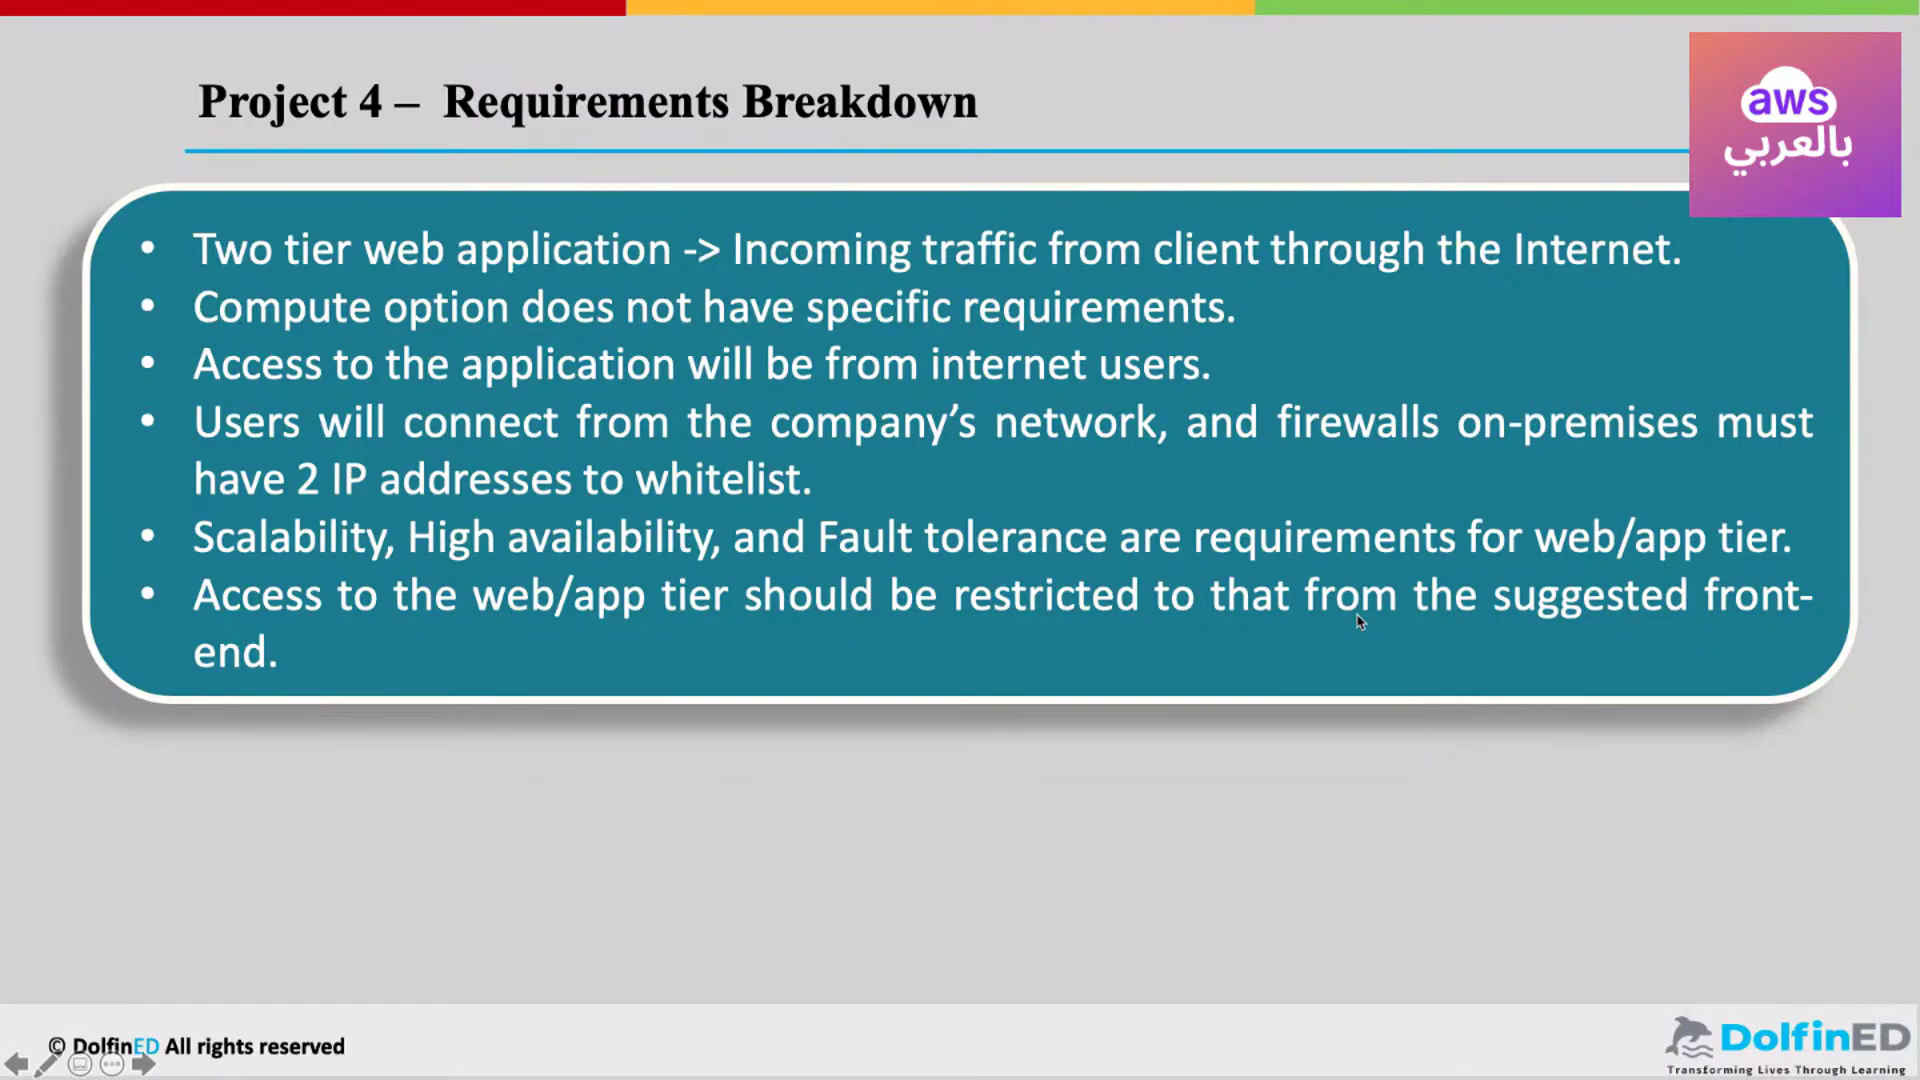 Project 4 – Requirements Breakdown
aws
بالعربي
• Two tier web application -> Incoming traffic from client through the Internet.
• Compute option does not have specific requirements.
• Access to the application will be from internet users.
• Users will connect from the company’s network, and firewalls on-premises must
have 2 IP addresses to whitelist.
• Scalability, High availability, and Fault tolerance are requirements for web/app tier.
• Access to the web/app tier should be restricted to that from the suggested front-
end.
© DolfinED All rights reserved
DolfinED
Transforming Lives Through Learning